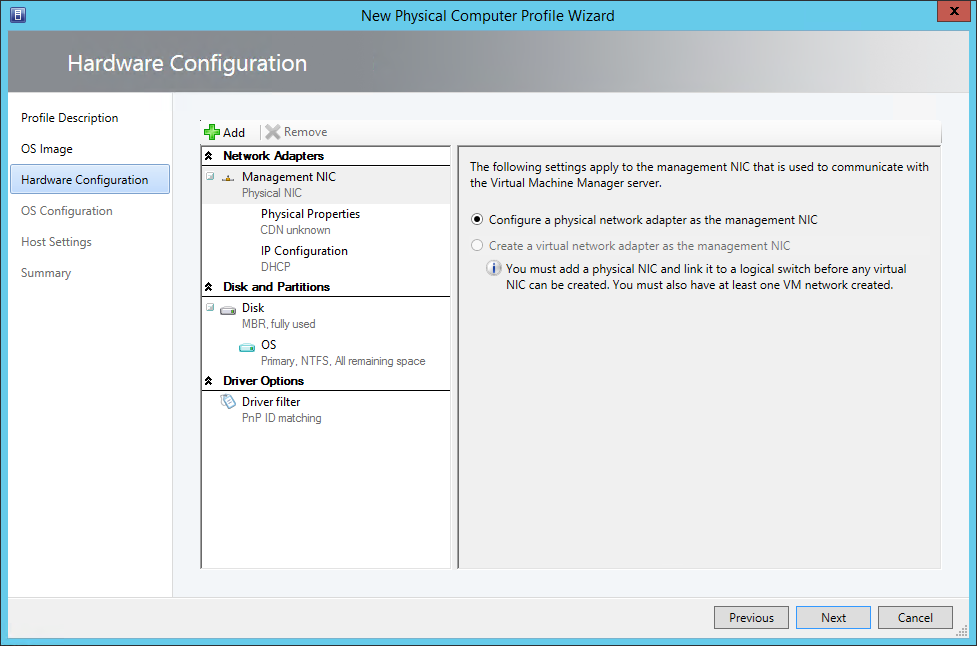 New Physical Computer Profile Wizard
x
Hardware Configuration
Profile Description
OS Image
Hardware Configuration
OS Configuration
Host Settings
Summary
Add
Remove
Network Adapters
Management NIC
Physical NIC
Physical Properties
CDN unknown
IP Configuration
DHCP
Disk and Partitions
Disk
MBR, fully used
OS
Primary, NTFS, All remaining space
Driver Options
Driver filter
PnP ID matching
The following settings apply to the management NIC that is used to communicate with
the Virtual Machine Manager server.
Configure a physical network adapter as the management NIC
Create a virtual network adapter as the management NIC
You must add a physical NIC and link it to a logical switch before any virtual
NIC can be created. You must also have at least one VM network created.
Previous
Next
Cancel